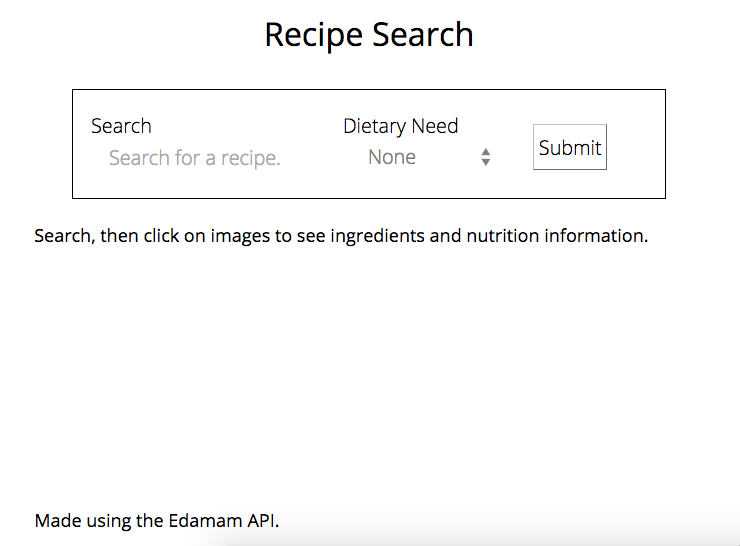 Recipe Search
Search
Dietary Need
Search for a recipe.
None
Submit
Search, then click on images to see ingredients and nutrition information.
Made using the Edamam API.